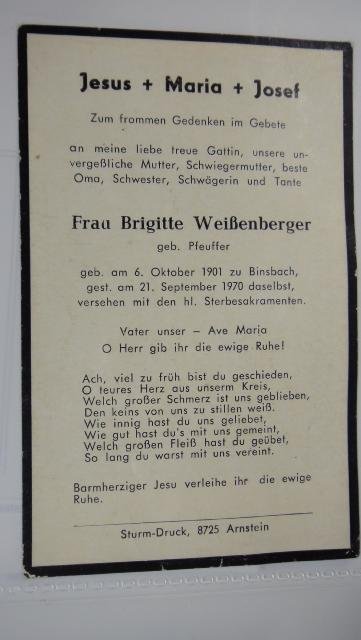 Jesus + Maria + Josef
Zum frommen Gedenken im Gebete
an meine liebe treue Gattin, unsere un-
vergeßliche Mutter, Schwiegermutter, beste
Oma, Schwester, Schwägerin und Tante
Frau Brigitte Weißenberger
geb. Pfeuffer
geb. am 6. Oktober 1901 zu Binsbach,
gest. am 21. September 1970 daselbst,
versehen mit den hl. Sterbesakramenten.
Vater unser – Ave Maria
O Herr gib ihr die ewige Ruhe!
Ach, viel zu früh bist du geschieden,
O teures Herz aus unserm Kreis,
Welch großer Schmerz ist uns geblieben,
Den keins von uns zu stillen weiß.
Wie innig hast du uns geliebet,
Wie gut hast du's mit uns gemeint,
Welch großen Fleiß hast du geübet,
So lang du warst mit uns vereint.
Barmherziger Jesu verleihe ihr die ewige
Ruhe.
Sturm-Druck, 8725 Arnstein